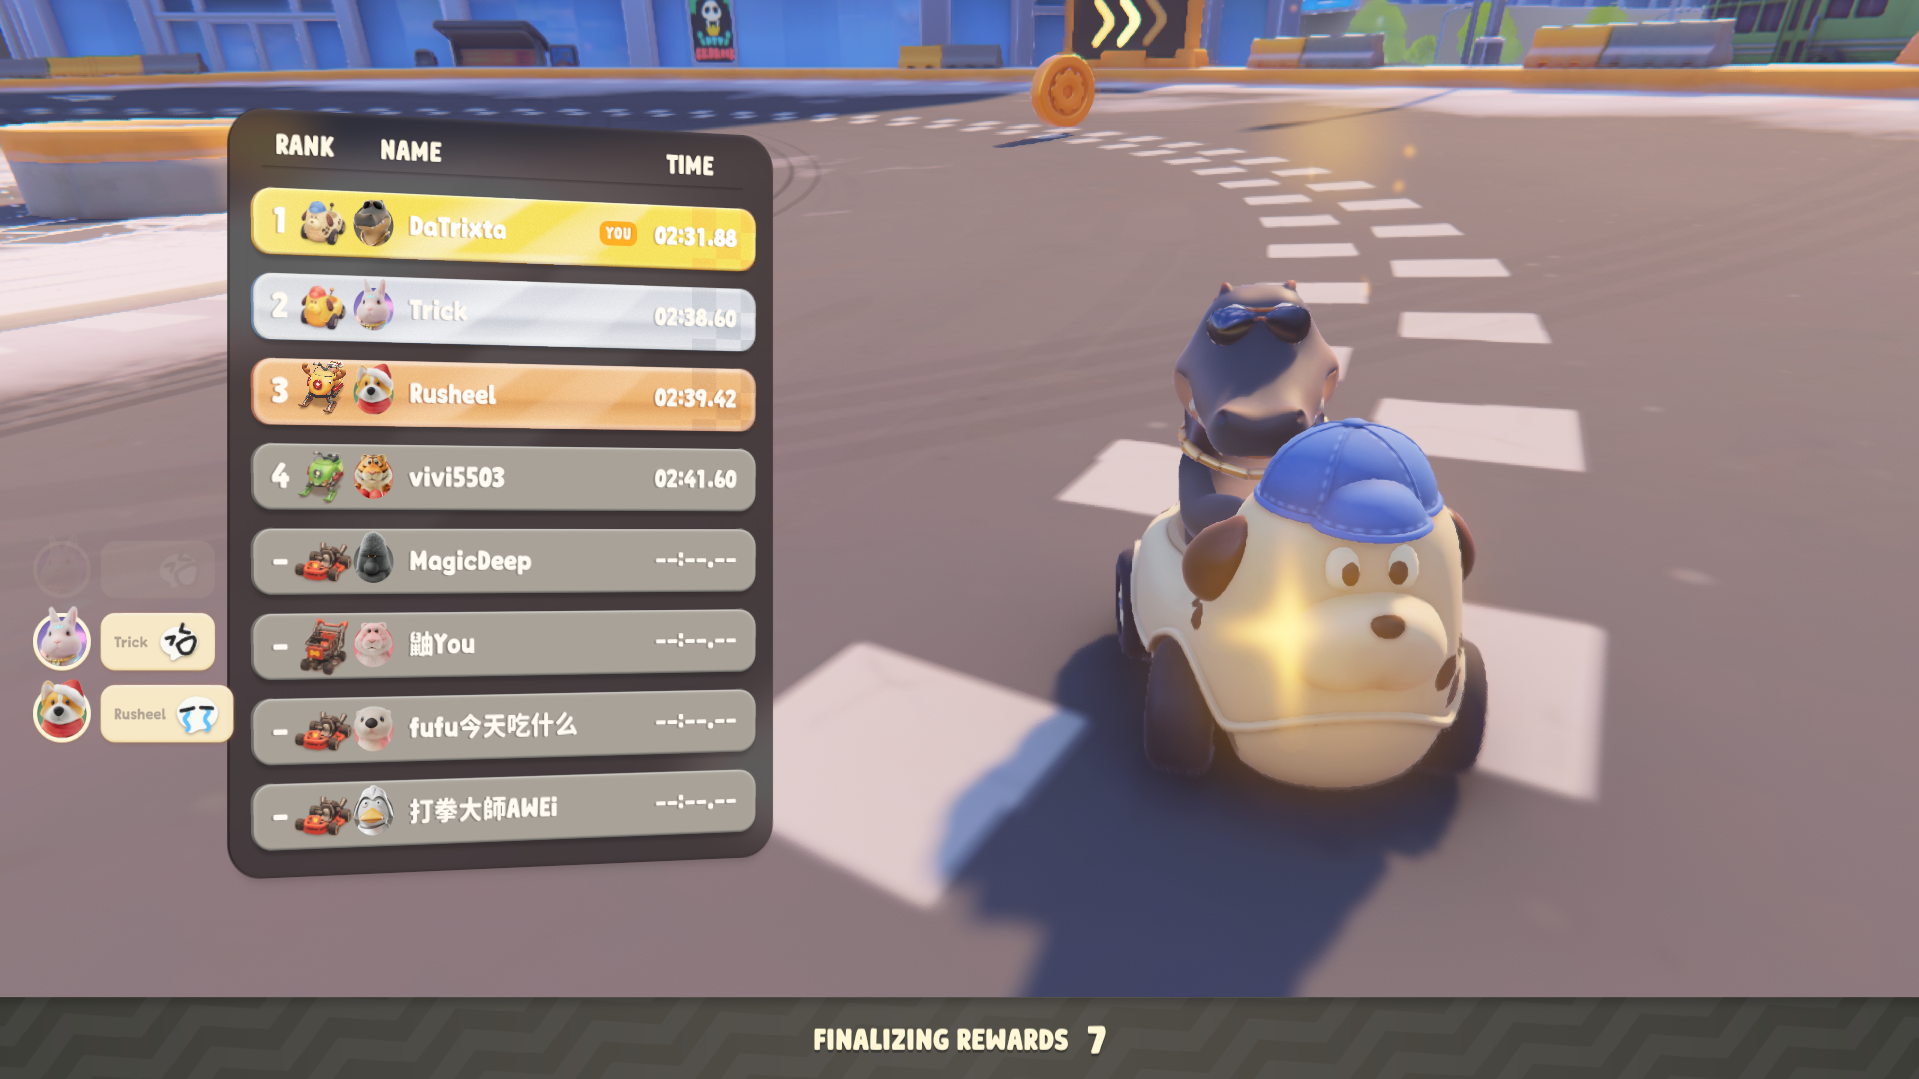 RANK NAME TIME
1 DaTrixta YOU 02:31.88
2 Trick 02:38.60
3 Rusheel 02:39.42
4 vivi5503 02:41.60
- MagicDeep --:--.--
- 鼬You --:--.--
- fufu今天吃什么 --:--.--
- 打拳大師AWEi --:--.--
Trick
Rusheel
FINALIZING REWARDS 7